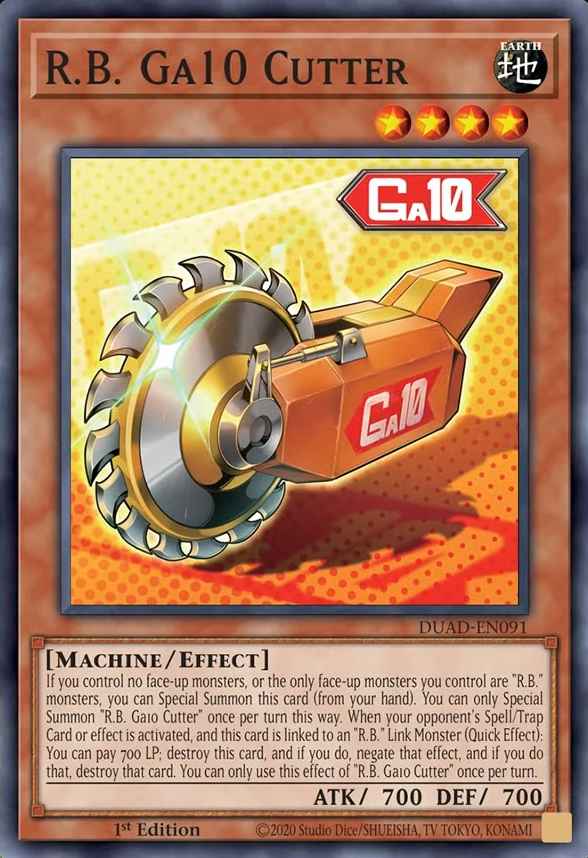 R.B. Ga10 Cutter
EARTH
地
Ga10
Ga10
DUAD-EN091
[Machine/Effect]
If you control no face-up monsters, or the only face-up monsters you control are "R.B."
monsters, you can Special Summon this card (from your hand). You can only Special
Summon "R.B. Ga10 Cutter" once per turn this way. When your opponent's Spell/Trap
Card or effect is activated, and this card is linked to an "R.B." Link Monster (Quick Effect):
You can pay 700 LP; destroy this card, and if you do, negate that effect, and if you do
that, destroy that card. You can only use this effect of "R.B. Ga10 Cutter" once per turn.
ATK/ 700 DEF/ 700
1st Edition
©2020 Studio Dice/SHUEISHA, TV TOKYO, KONAMI